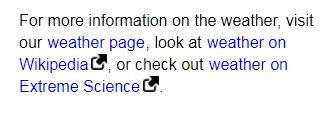 For more information on the weather, visit
our weather page, look at weather on
Wikipedia, or check out weather on
Extreme Science.